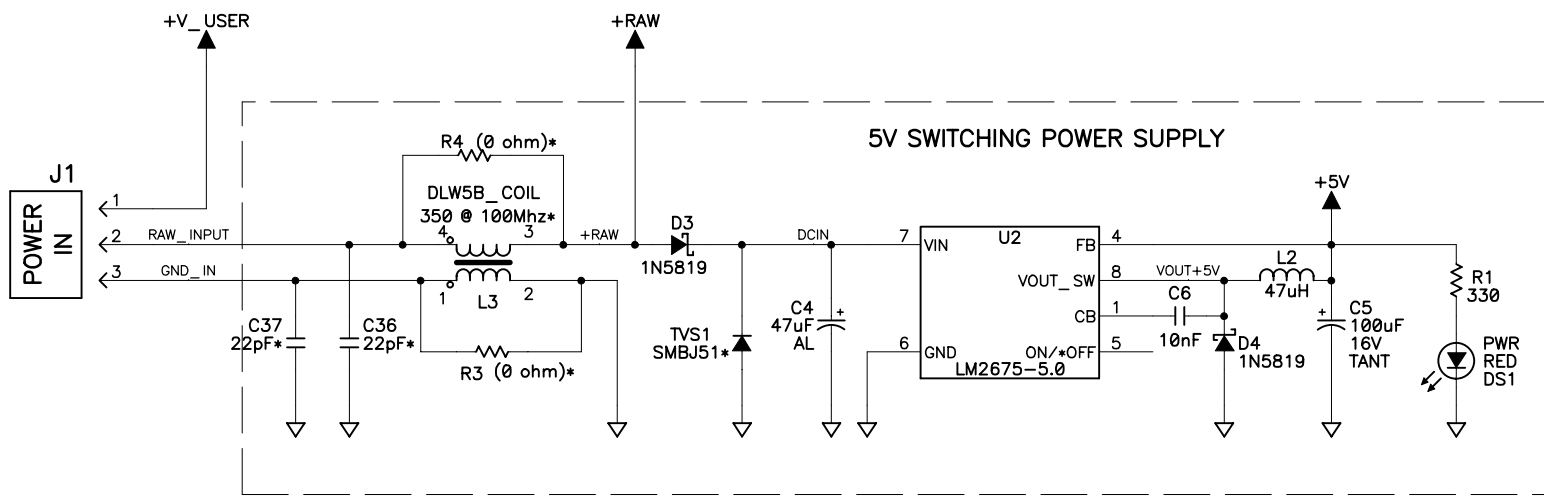 +V_USER
+RAW
5V SWITCHING POWER SUPPLY
J1
POWER
IN
1
2
3
RAW_INPUT
GND_IN
R4 (0 ohm)*
DLW5B_COIL
350 @ 100Mhz*
4
3
1
2
L3
R3 (0 ohm)*
C37
22pF*
C36
22pF*
+RAW
D3
1N5819
TVS1
SMBJ51*
DCIN
C4
47uF
AL
+
7
6
U2
VIN
GND
FB
VOUT_SW
CB
ON/*OFF
LM2675-5.0
4
8
1
5
VOUT+5V
C6
10nF
D4
1N5819
L2
47uH
+5V
+
C5
100uF
16V
TANT
R1
330
PWR
RED
DS1